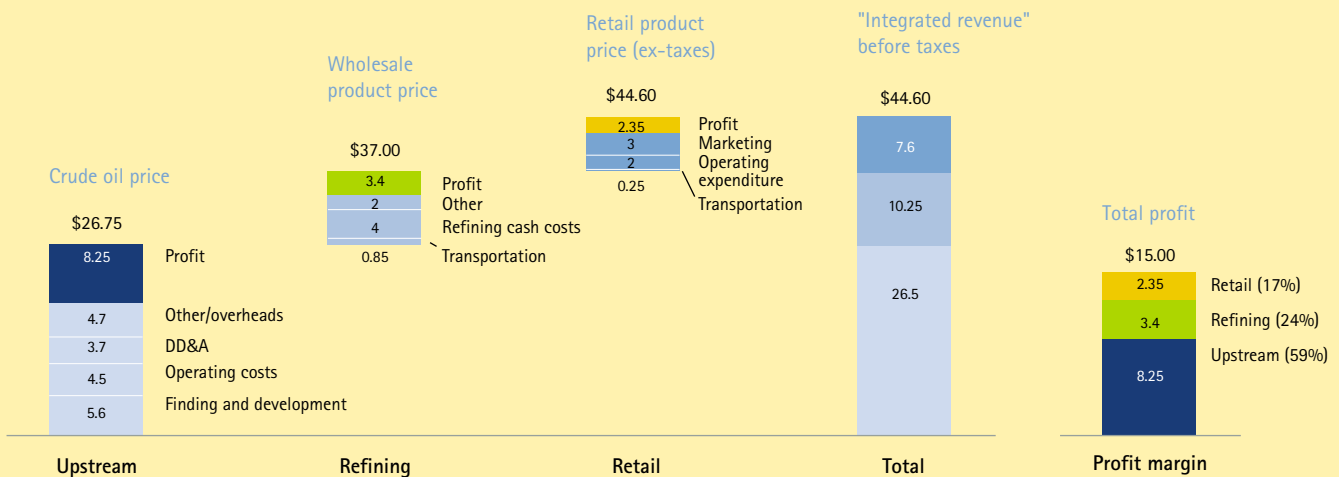 Crude oil price
$26.75
8.25
Profit
4.7
Other/overheads
3.7
DD&A
4.5
Operating costs
5.6
Finding and development
Upstream
Wholesale
product price
$37.00
3.4
Profit
2
Other
4
Refining cash costs
0.85
Transportation
Refining
Retail product
price (ex-taxes)
$44.60
2.35
Profit
3
Marketing
2
Operating
expenditure
0.25
Transportation
Retail
"Integrated revenue"
before taxes
$44.60
7.6
10.25
26.5
Total
Total profit
$15.00
2.35
Retail (17%)
3.4
Refining (24%)
8.25
Upstream (59%)
Profit margin